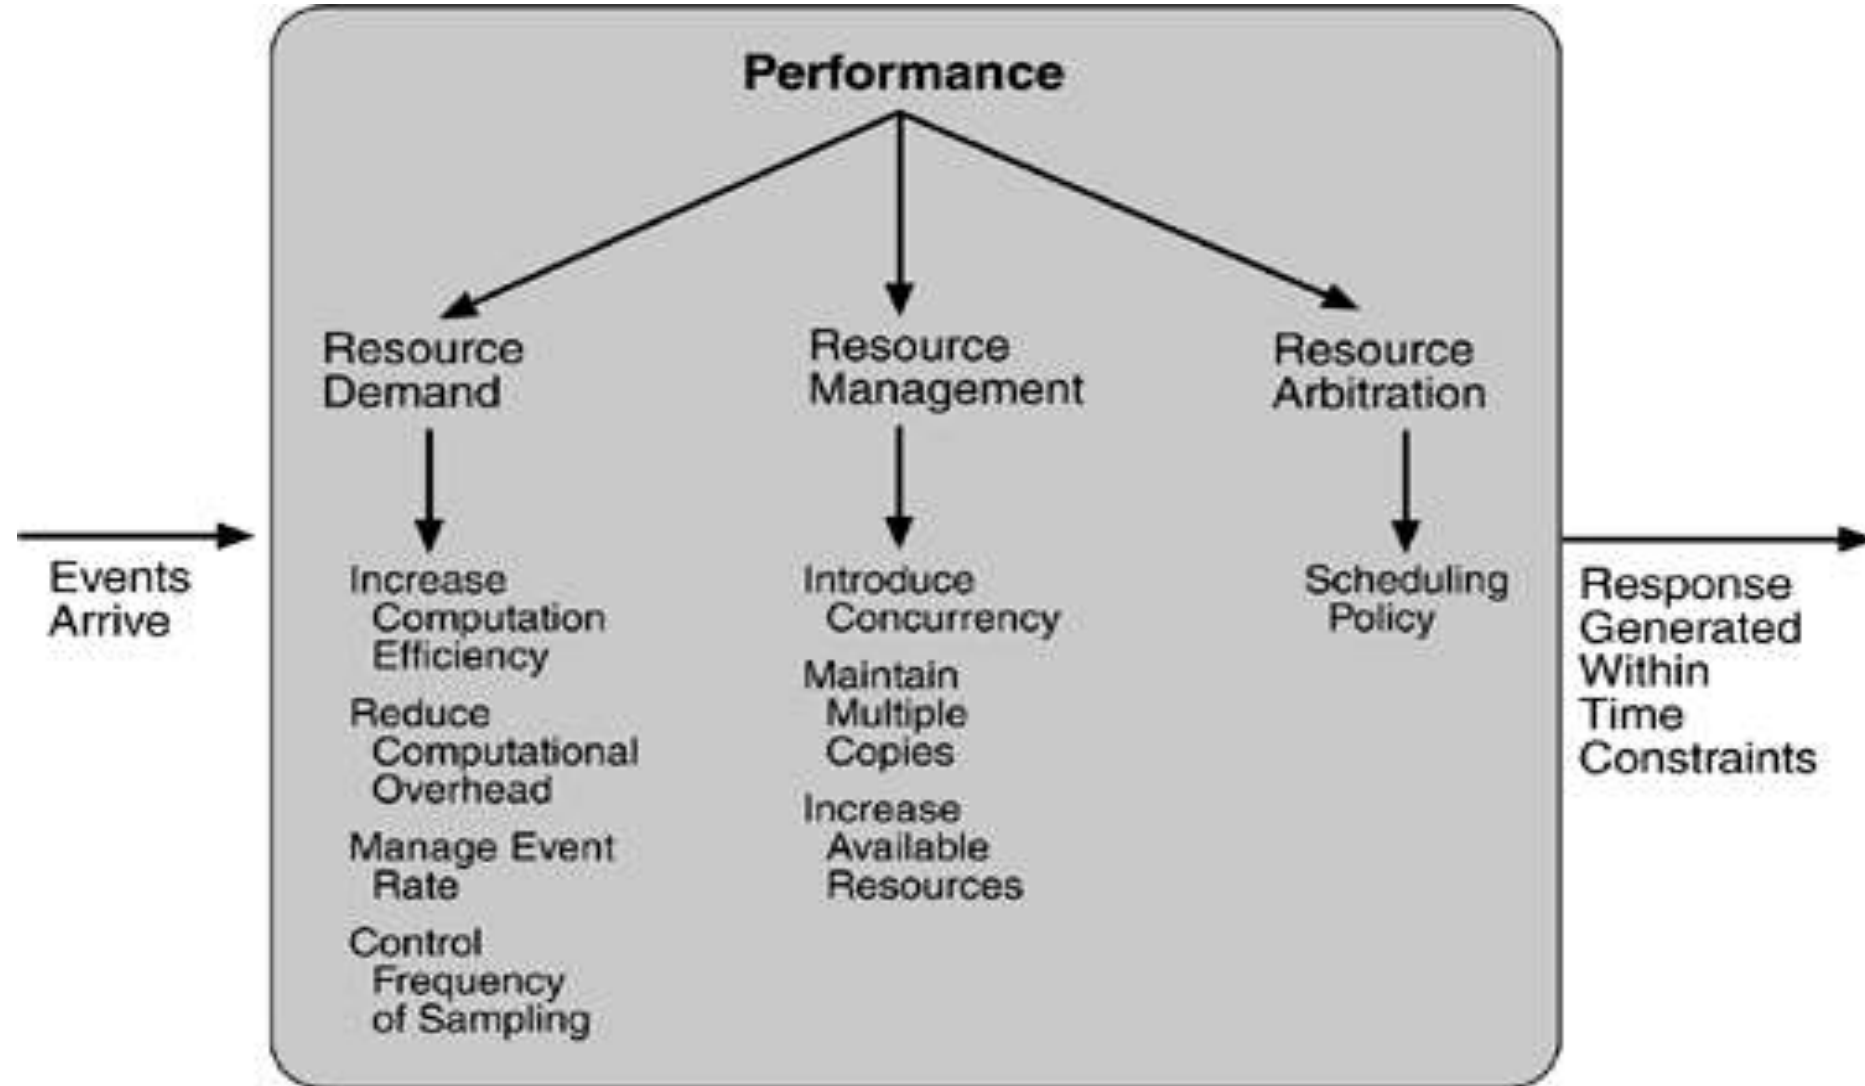 Performance
Resource
Demand
Resource
Management
Resource
Arbitration
Events
Arrive
Increase
Computation
Efficiency
Reduce
Computational
Overhead
Manage Event
Rate
Control
Frequency
of Sampling
Introduce
Concurrency
Maintain
Multiple
Copies
Increase
Available
Resources
Scheduling
Policy
Response
Generated
Within
Time
Constraints